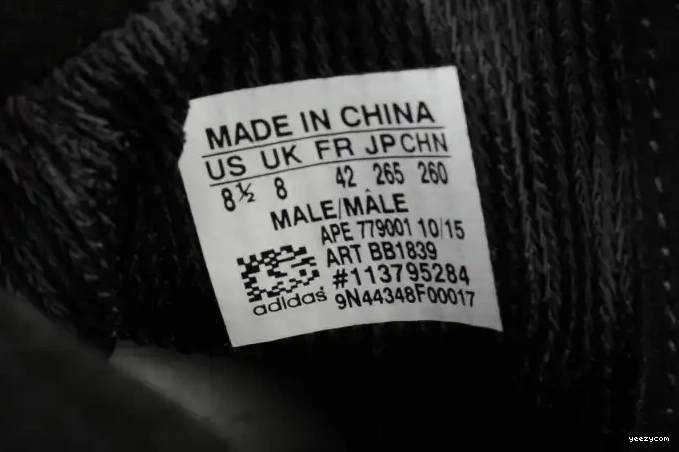 MADE IN CHINA
US UK FR JP CHN
8½ 8 42 265 260
MALE/MÂLE
APE 779001 10/15
ART BB1839
#113795284
adidas 9N44348F00017
yeezycom